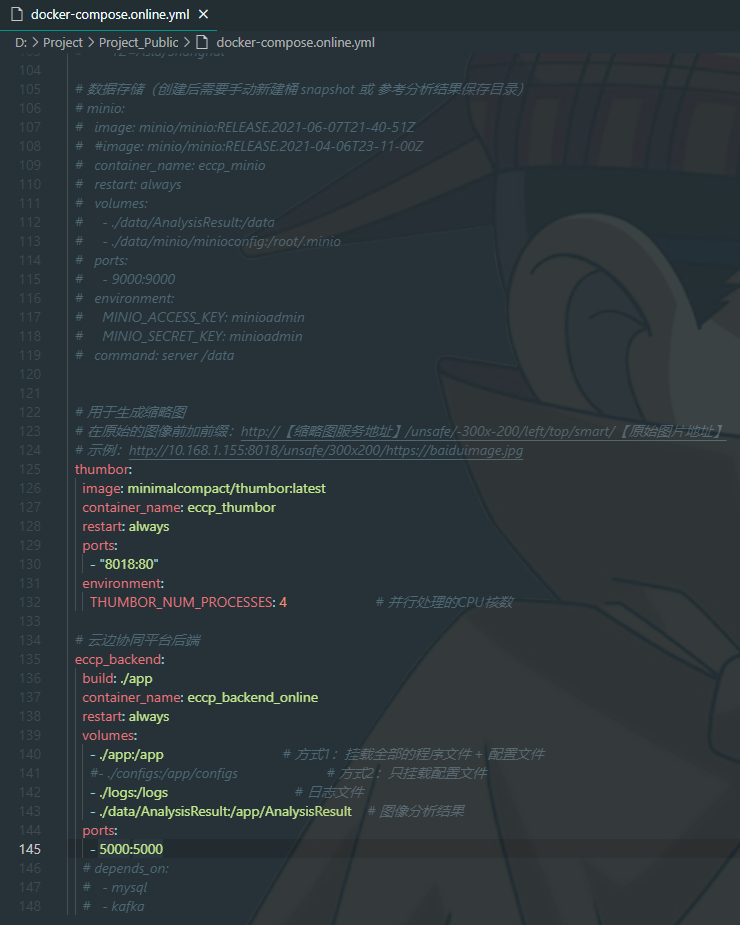 docker-compose.online.yml
D: > Project > Project_Public > docker-compose.online.yml
104
105 # 数据存储（创建后需要手动新建桶 snapshot 或 参考分析结果保存目录）
106 # minio:
107 #   image: minio/minio:RELEASE.2021-06-07T21-40-51Z
108 #   #image: minio/minio:RELEASE.2021-04-06T23-11-00Z
109 #   container_name: eccp_minio
110 #   restart: always
111 #   volumes:
112 #     - ./data/AnalysisResult:/data
113 #     - ./data/minio/minioconfig:/root/.minio
114 #   ports:
115 #     - 9000:9000
116 #   environment:
117 #     MINIO_ACCESS_KEY: minioadmin
118 #     MINIO_SECRET_KEY: minioadmin
119 #   command: server /data
120
121
122 # 用于生成缩略图
123 # 在原始的图像前加前缀：http://【缩略图服务地址】/unsafe/-300x-200/left/top/smart/【原始图片地址】
124 # 示例：http://10.168.1.155:8018/unsafe/300x200/https://baiduimage.jpg
125 thumbor:
126   image: minimalcompact/thumbor:latest
127   container_name: eccp_thumbor
128   restart: always
129   ports:
130     - "8018:80"
131   environment:
132     THUMBOR_NUM_PROCESSES: 4 # 并行处理的CPU核数
133
134 # 云边协同平台后端
135 eccp_backend:
136   build: ./app
137   container_name: eccp_backend_online
138   restart: always
139   volumes:
140     - ./app:/app # 方式1：挂载全部的程序文件 + 配置文件
141     #- ./configs:/app/configs # 方式2：只挂载配置文件
142     - ./logs:/logs # 日志文件
143     - ./data/AnalysisResult:/app/AnalysisResult # 图像分析结果
144   ports:
145     - 5000:5000
146   # depends_on:
147   #   - mysql
148   #   - kafka